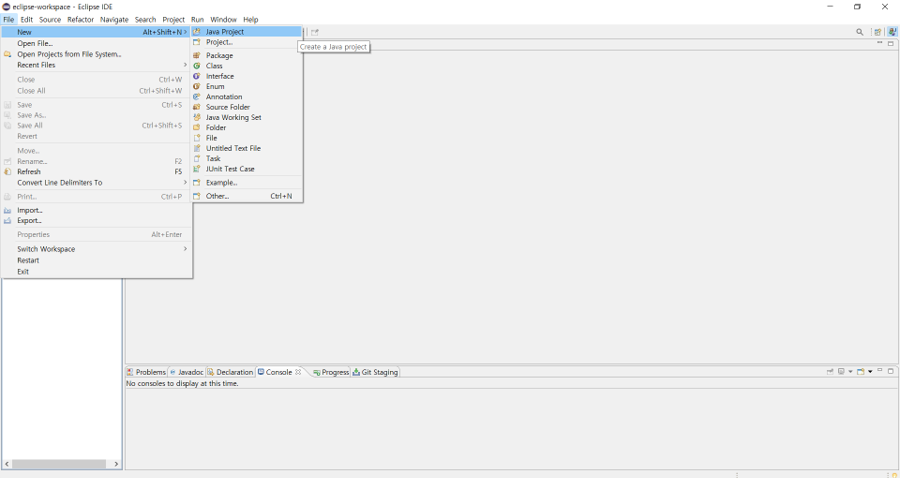 eclipse-workspace - Eclipse IDE
File Edit Source Refactor Navigate Search Project Run Window Help
New Alt+Shift+N
Open File...
Open Projects from File System...
Recent Files
Close Ctrl+W
Close All Ctrl+Shift+W
Save Ctrl+S
Save As...
Save All Ctrl+Shift+S
Revert
Move...
Rename... F2
Refresh F5
Convert Line Delimiters To
Print... Ctrl+P
Import...
Export...
Properties Alt+Enter
Switch Workspace
Restart
Exit
Java Project
Project...
Create a Java project
Package
Class
Interface
Enum
Annotation
Source Folder
Java Working Set
Folder
File
Untitled Text File
Task
JUnit Test Case
Example...
Other... Ctrl+N
Problems Javadoc Declaration Console Progress Git Staging
No consoles to display at this time.